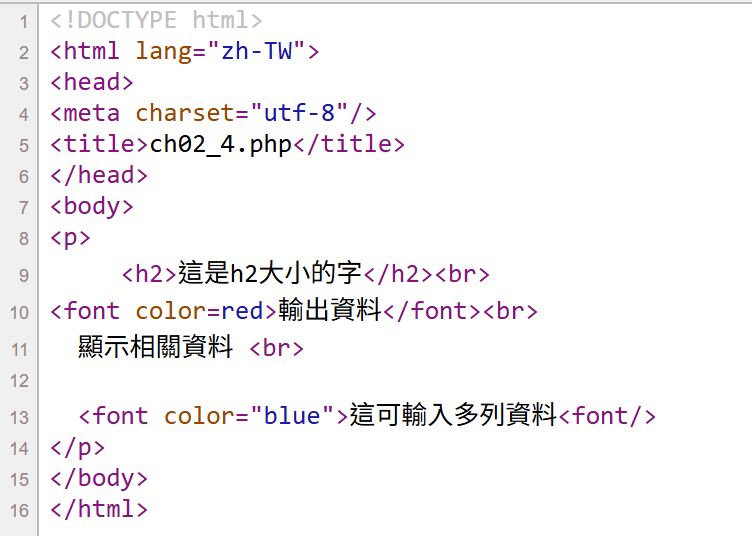 1 <!DOCTYPE html>
2 <html lang="zh-TW">
3 <head>
4 <meta charset="utf-8"/>
5 <title>ch02_4.php</title>
6 </head>
7 <body>
8 <p>
9 <h2>這是h2大小的字</h2><br>
10 <font color=red>輸出資料</font><br>
11 顯示相關資料 <br>
12
13 <font color="blue">這可輸入多列資料<font/>
14 </p>
15 </body>
16 </html>